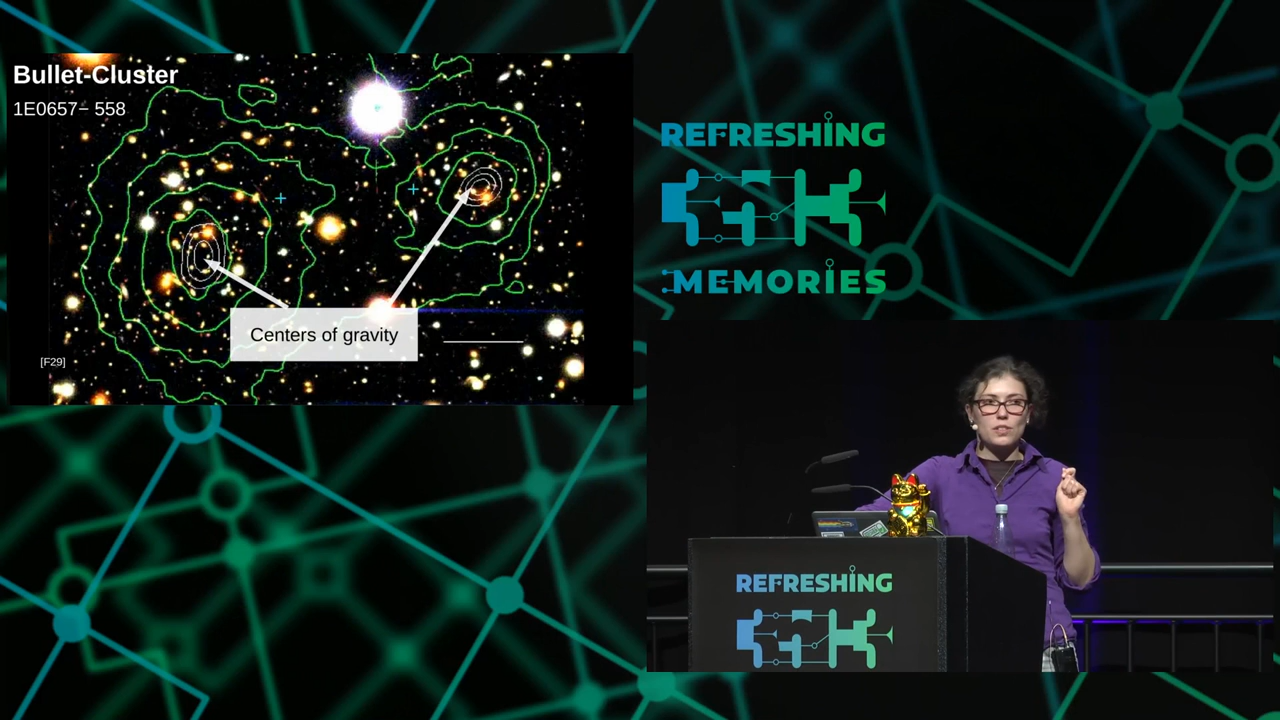 Bullet-Cluster
1E0657− 558
Centers of gravity
[F29]
REFRESHING
MEMORIES
REFRESHING